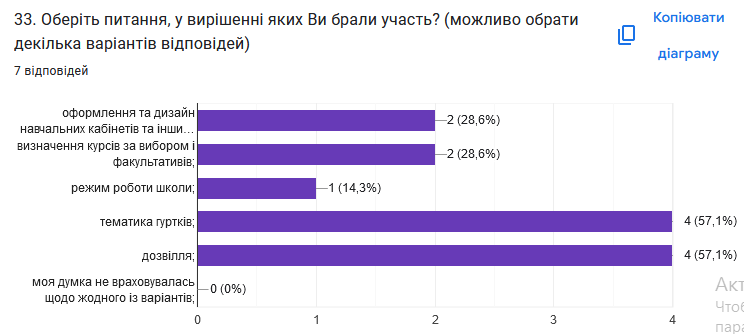 33. Оберіть питання, у вирішенні яких Ви брали участь? (можливо обрати
декілька варіантів відповідей)
Копіювати
діаграму
7 відповідей
оформлення та дизайн
навчальних кабінетів та інши…
2 (28,6%)
визначення курсів за вибором і
факультативів;
2 (28,6%)
режим роботи школи;
1 (14,3%)
тематика гуртків;
4 (57,1%)
дозвілля;
4 (57,1%)
моя думка не враховувалась
щодо жодного із варіантів;
0 (0%)
0 1 2 3 4